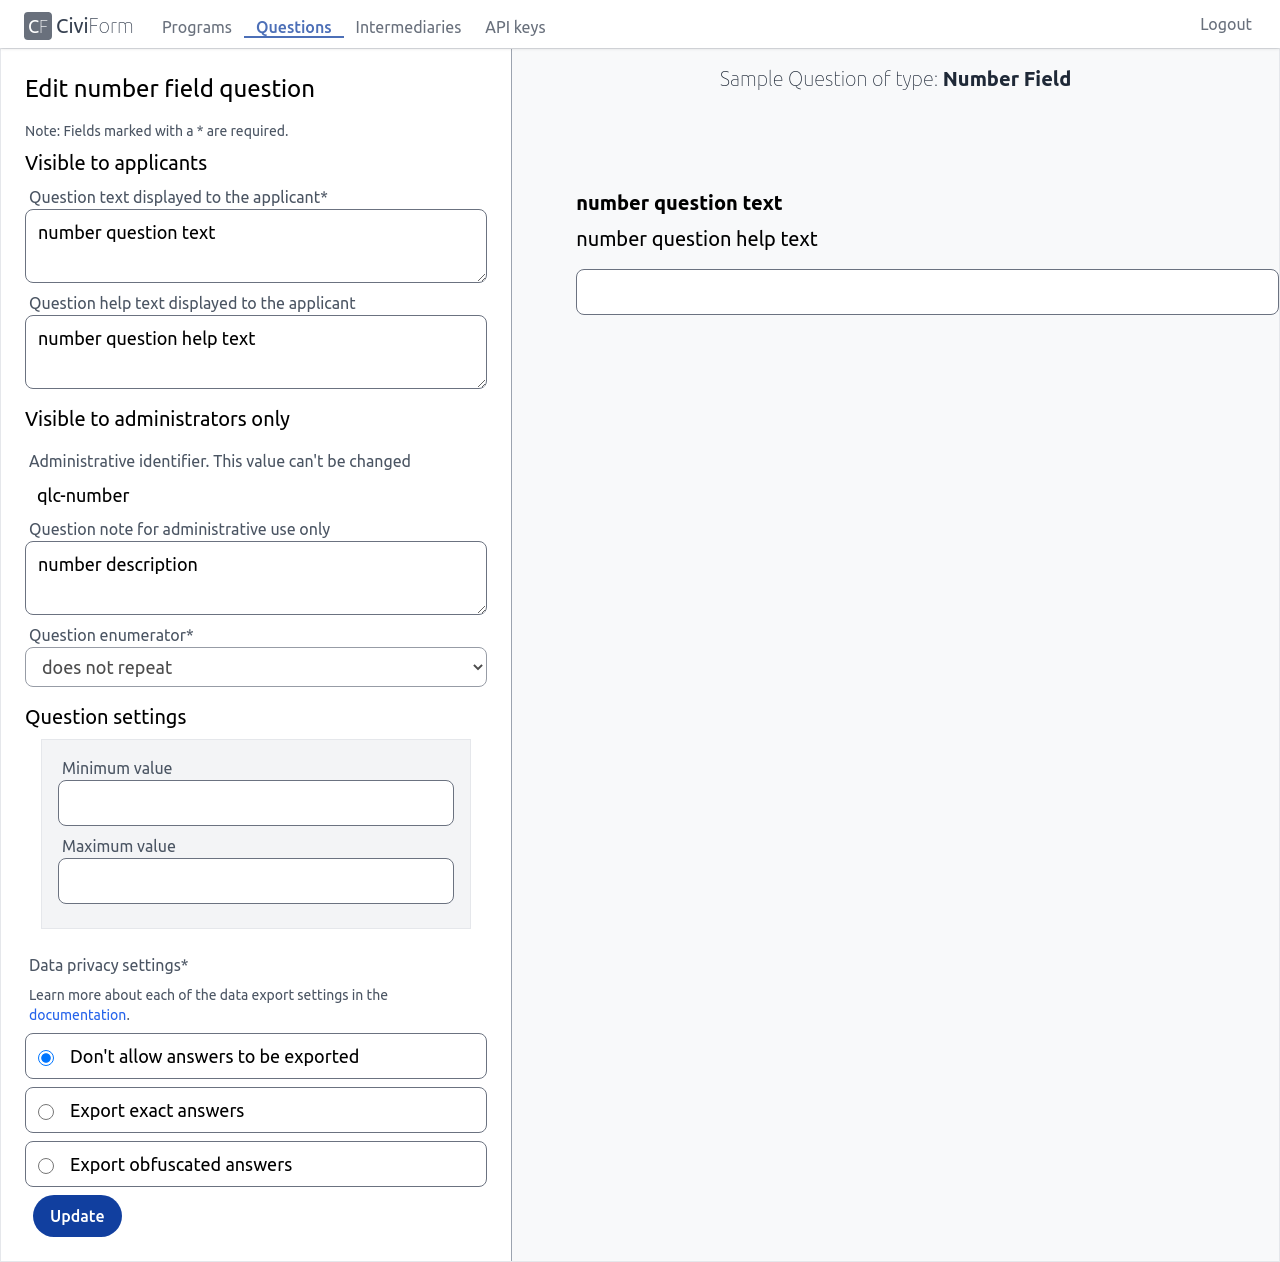 CF CiviForm Programs Questions Intermediaries API keys Logout
Edit number field question
Note: Fields marked with a * are required.
Visible to applicants
Question text displayed to the applicant*
number question text
Question help text displayed to the applicant
number question help text
Visible to administrators only
Administrative identifier. This value can't be changed
qlc-number
Question note for administrative use only
number description
Question enumerator*
does not repeat
Question settings
Minimum value
Maximum value
Data privacy settings*
Learn more about each of the data export settings in the
documentation.
Don't allow answers to be exported
Export exact answers
Export obfuscated answers
Update
Sample Question of type: Number Field
number question text
number question help text